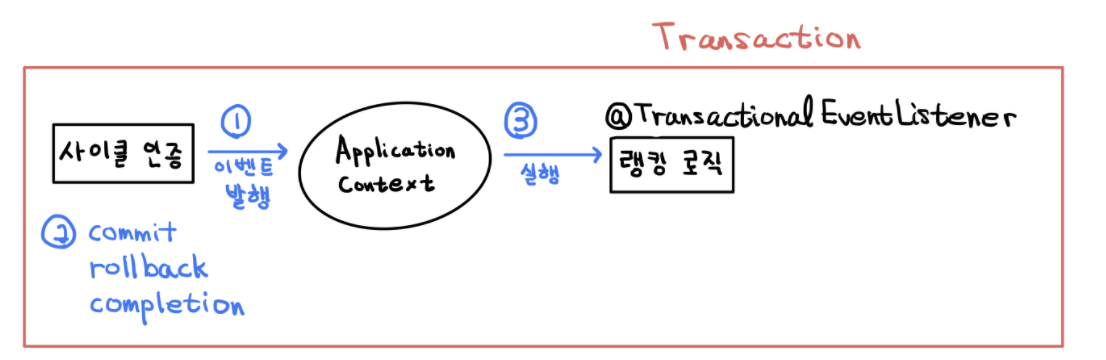 Transaction
사이클 인증
①
이벤트
발행
Application
Context
③
실행
@TransactionalEventListener
랭킹 로직
② commit
rollback
completion